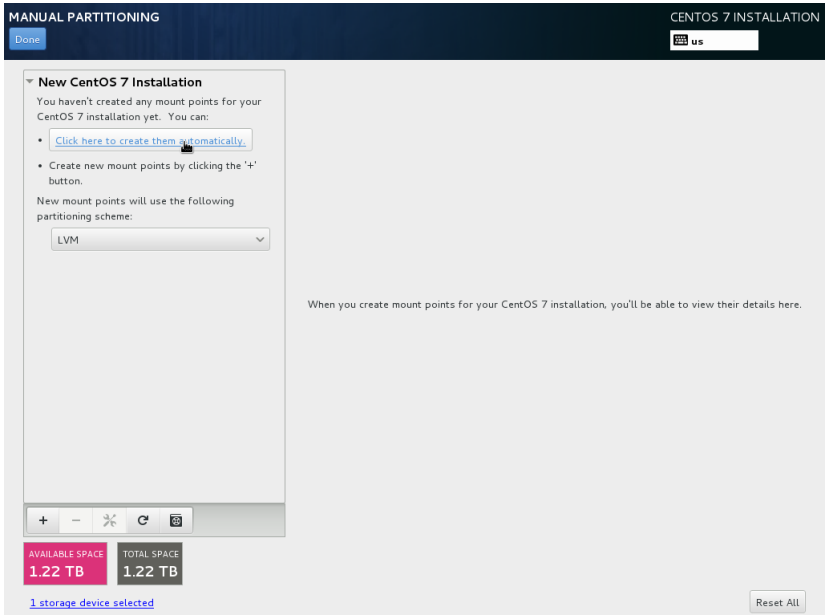 MANUAL PARTITIONING
CENTOS 7 INSTALLATION
Done
us
New CentOS 7 Installation
You haven't created any mount points for your
CentOS 7 installation yet.  You can:
• Click here to create them automatically.
• Create new mount points by clicking the '+'
button.
New mount points will use the following
partitioning scheme:
LVM
When you create mount points for your CentOS 7 installation, you'll be able to view their details here.
+ −
AVAILABLE SPACE
1.22 TB
TOTAL SPACE
1.22 TB
1 storage device selected
Reset All